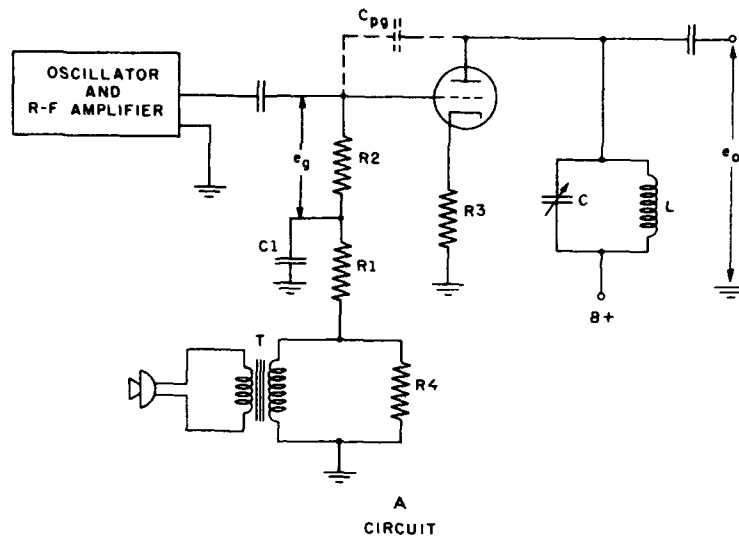 OSCILLATOR
AND
R-F AMPLIFIER
Cpg
eg
R2
R3
C
L
eo
C1
R1
B+
T
R4
A
CIRCUIT